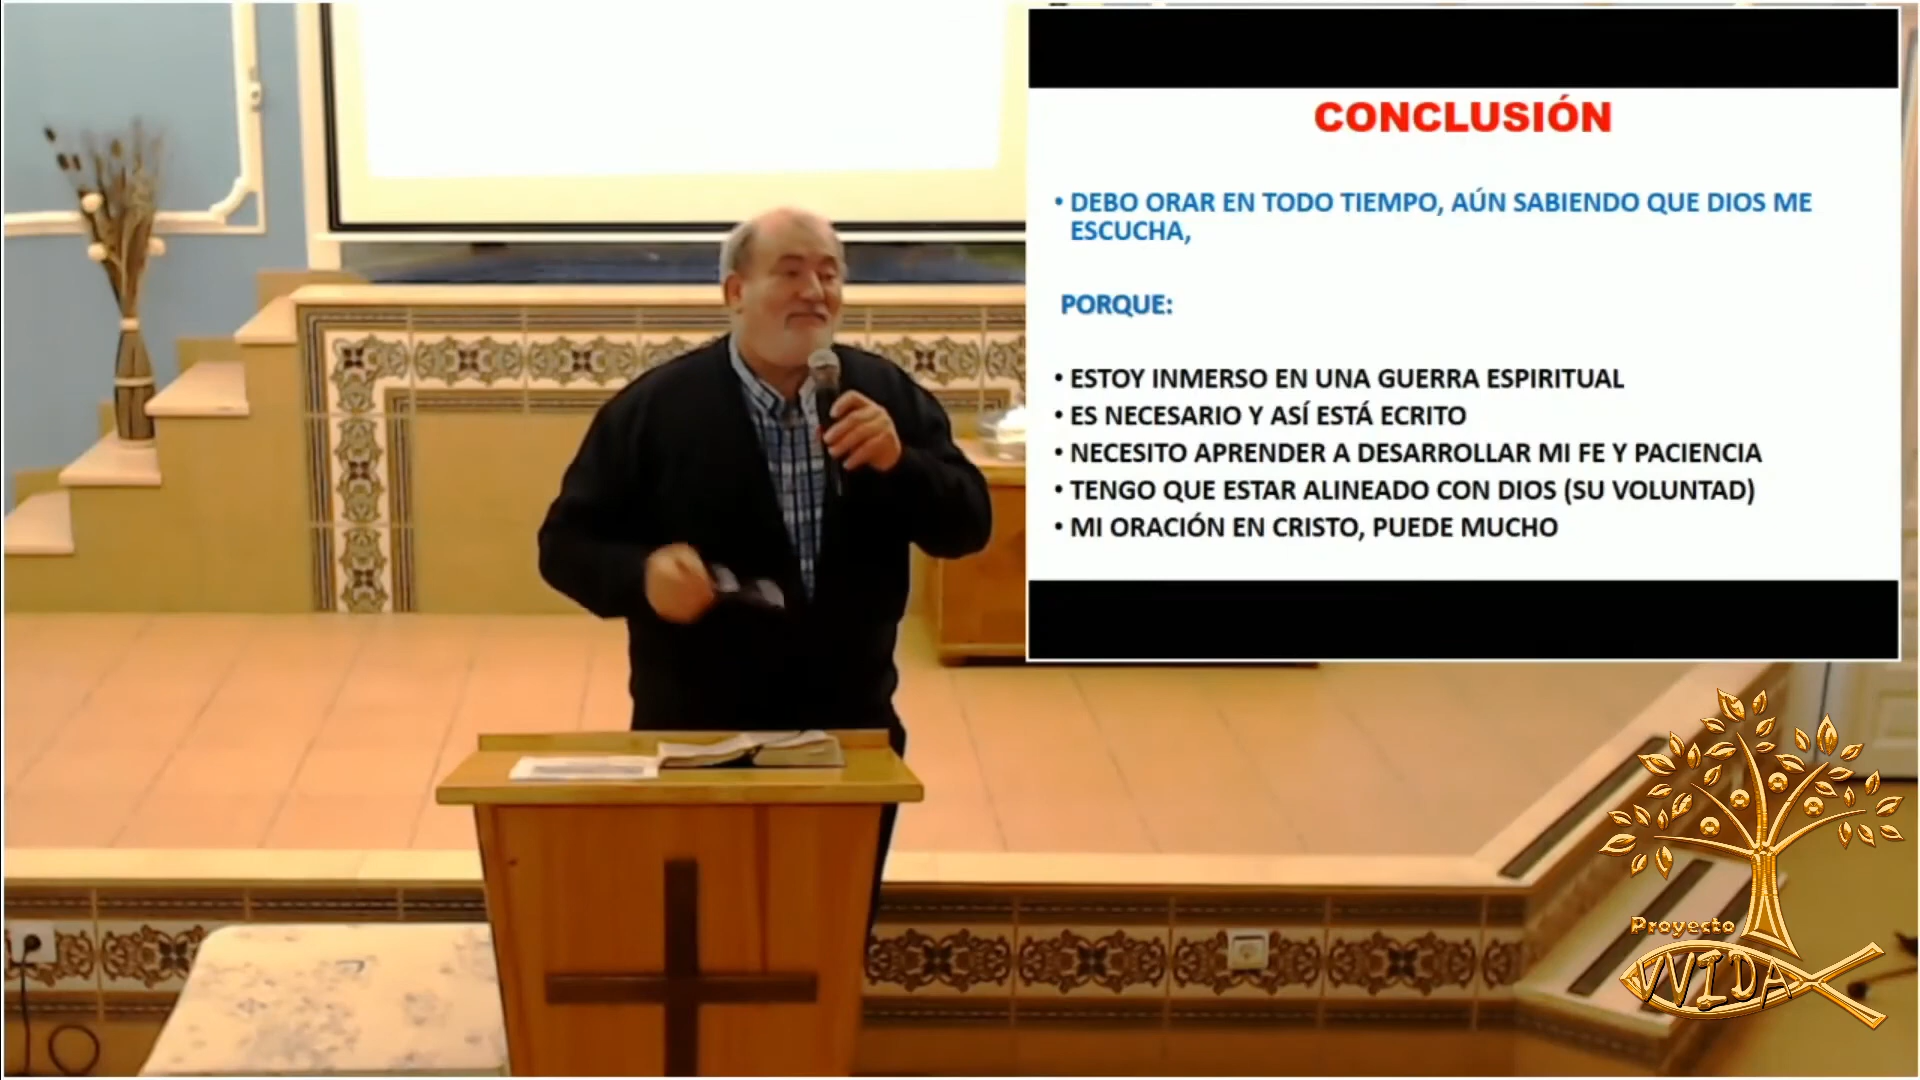 CONCLUSIÓN
• DEBO ORAR EN TODO TIEMPO, AÚN SABIENDO QUE DIOS ME
ESCUCHA,
PORQUE:
• ESTOY INMERSO EN UNA GUERRA ESPIRITUAL
• ES NECESARIO Y ASÍ ESTÁ ECRITO
• NECESITO APRENDER A DESARROLLAR MI FE Y PACIENCIA
• TENGO QUE ESTAR ALINEADO CON DIOS (SU VOLUNTAD)
• MI ORACIÓN EN CRISTO, PUEDE MUCHO
Proyecto
VVIDA